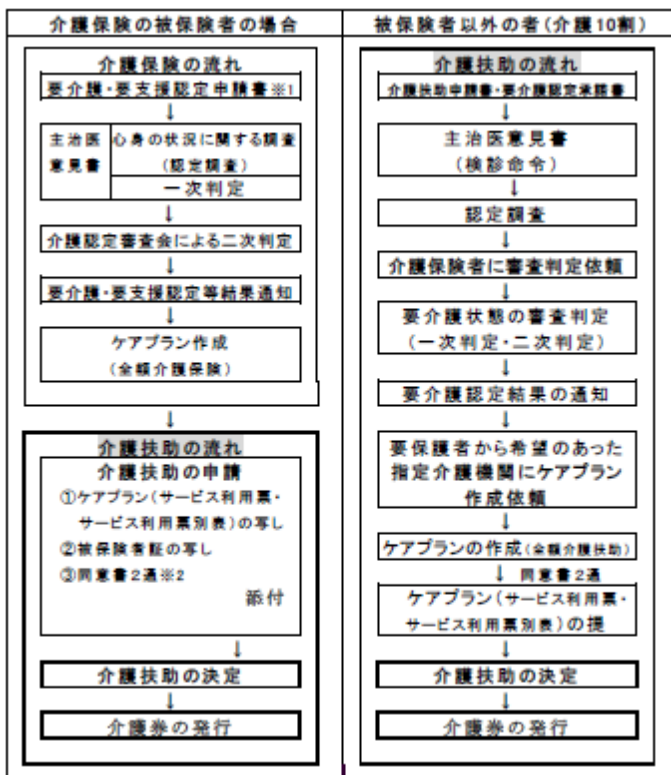 介護保険の被保険者の場合
介護保険の流れ
要介護・要支援認定申請書※1
↓
主治医
意見書
心身の状況に関する調査
(認定調査)
一次判定
↓
介護認定審査会による二次判定
↓
要介護・要支援認定等結果通知
↓
ケアプラン作成
(全額介護保険)
↓
介護扶助の流れ
介護扶助の申請
①ケアプラン(サービス利用票・
サービス利用票別表)の写し
②被保険者証の写し
③同意書2通※2
添付
↓
介護扶助の決定
↓
介護券の発行
被保険者以外の者(介護10割)
介護扶助の流れ
介護扶助申請書・要介護認定承諾書
↓
主治医意見書
(検診命令)
↓
認定調査
↓
介護保険者に審査判定依頼
↓
要介護状態の審査判定
(一次判定・二次判定)
↓
要介護認定結果の通知
↓
要保護者から希望のあった
指定介護機関にケアプラン
作成依頼
↓
ケアプランの作成(全額介護扶助)
↓ 同意書2通
ケアプラン(サービス利用票・
サービス利用票別表)の提
↓
介護扶助の決定
↓
介護券の発行